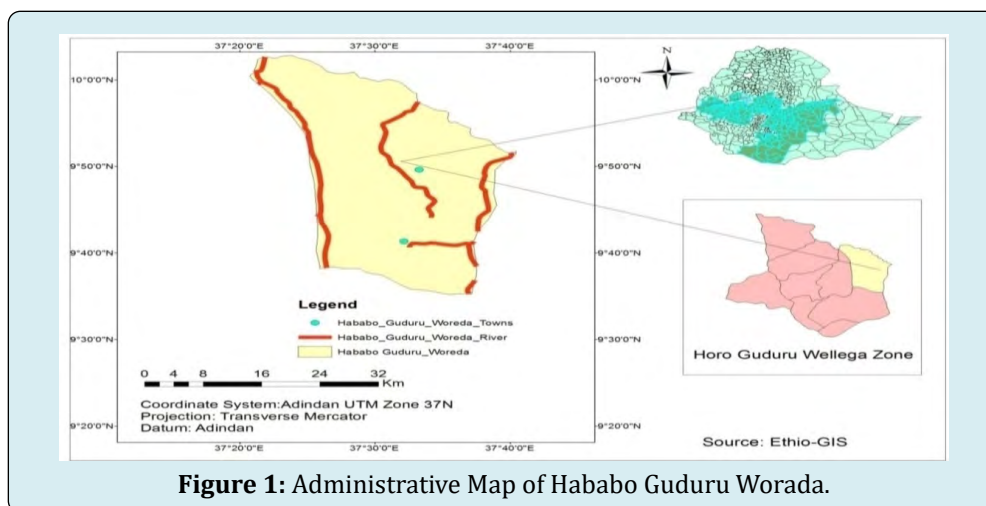 37°20'0"E 37°30'0"E 37°40'0"E
N
10°0'0"N
10°0'0"N
9°50'0"N
9°50'0"N
9°40'0"N
9°40'0"N
Legend
Hababo_Guduru_Woreda_Towns
Hababo_Guduru_Woreda_River
Hababo Guduru_Woreda
9°30'0"N
9°30'0"N
Horo Guduru Wellega Zone
0 4 8 16 24 32
Km
Coordinate System:Adindan UTM Zone 37N
Projection: Transverse Mercator
Datum: Adindan
9°20'0"N
9°20'0"N
Source: Ethio-GIS
37°20'0"E 37°30'0"E 37°40'0"E
Figure 1: Administrative Map of Hababo Guduru Worada.